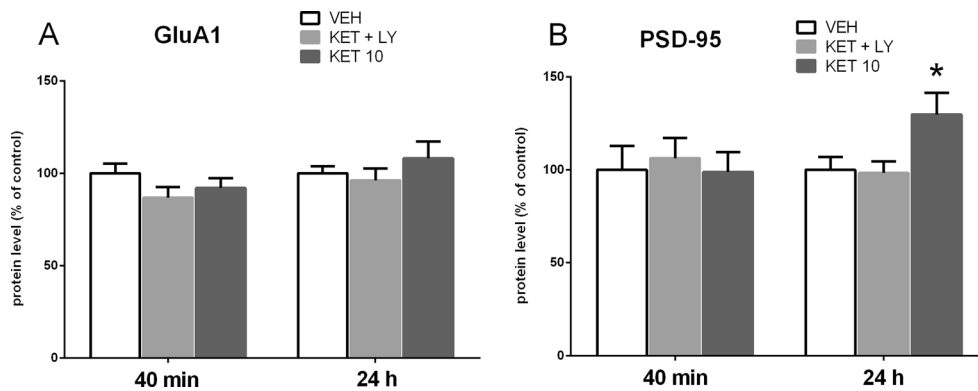 A
GluA1
VEH
KET + LY
KET 10
protein level (% of control)
150
100
50
0
40 min
24 h
B
PSD-95
VEH
KET + LY
KET 10
*
protein level (% of control)
150
100
50
0
40 min
24 h